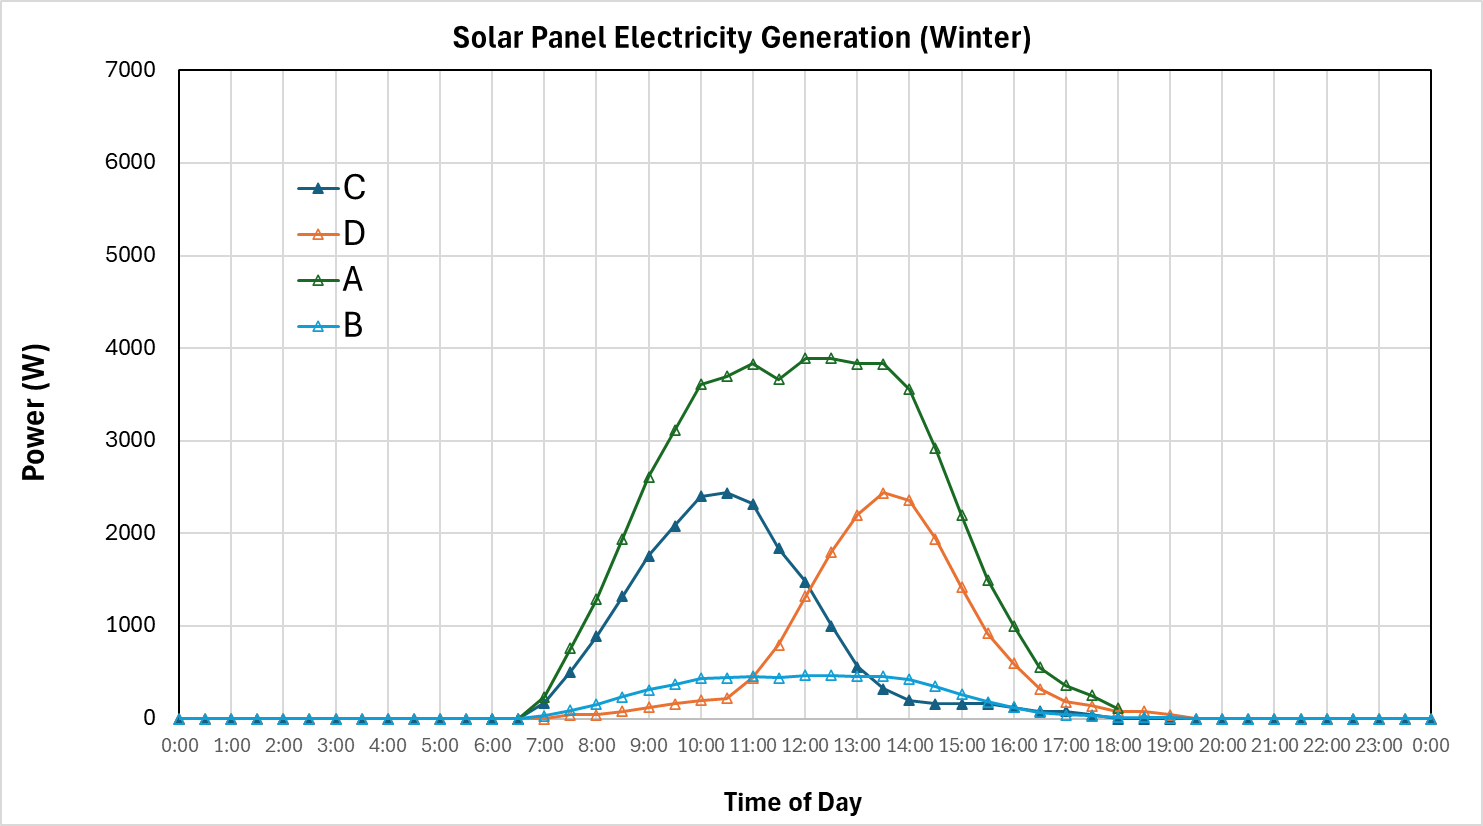 Solar Panel Electricity Generation (Winter)
7000
6000
5000
4000
3000
2000
1000
0
C
D
A
B
Power (W)
0:00 1:00 2:00 3:00 4:00 5:00 6:00 7:00 8:00 9:00 10:00 11:00 12:00 13:00 14:00 15:00 16:00 17:00 18:00 19:00 20:00 21:00 22:00 23:00 0:00
Time of Day